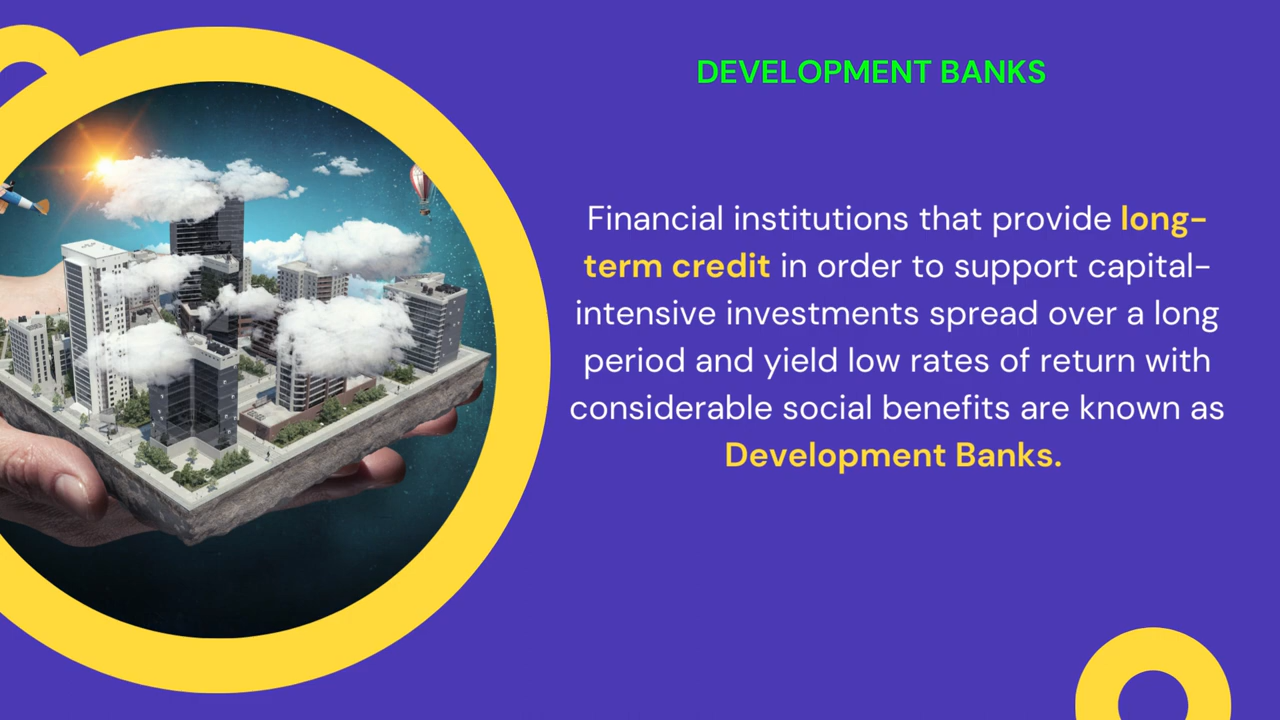 DEVELOPMENT BANKS
Financial institutions that provide long-
term credit in order to support capital-
intensive investments spread over a long
period and yield low rates of return with
considerable social benefits are known as
Development Banks.